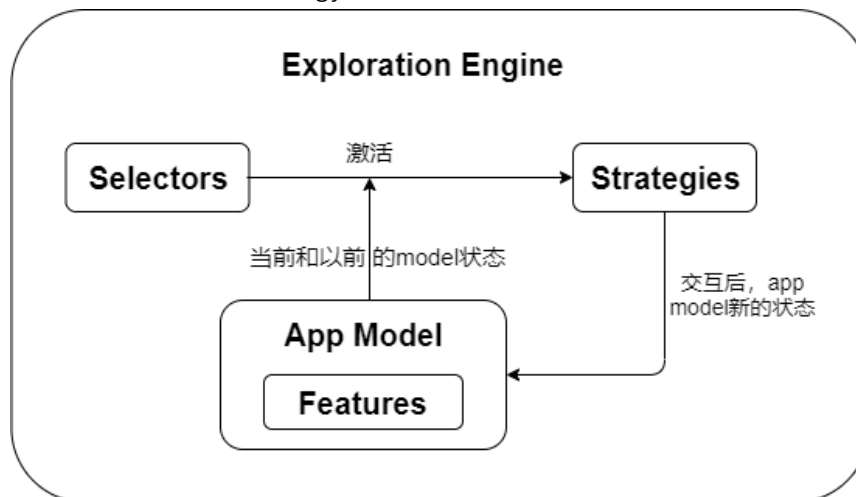 Exploration Engine
激活
Selectors
Strategies
当前和以前 的model状态
交互后，app
model新的状态
App Model
Features